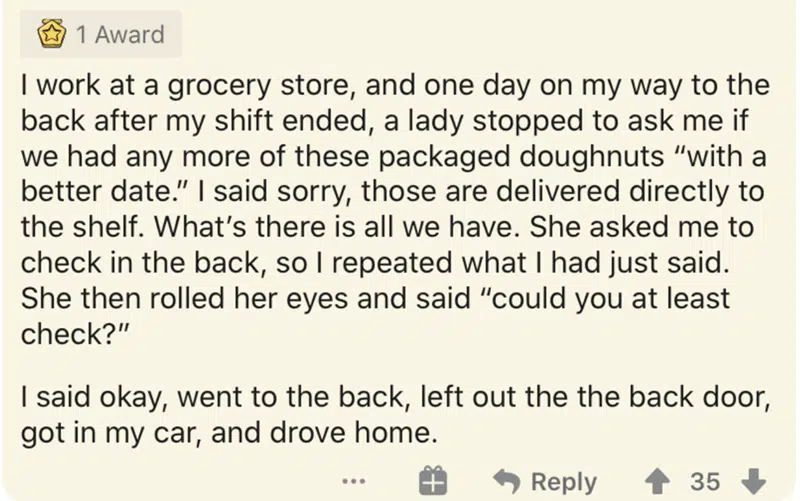 1 Award
I work at a grocery store, and one day on my way to the
back after my shift ended, a lady stopped to ask me if
we had any more of these packaged doughnuts “with a
better date.” I said sorry, those are delivered directly to
the shelf. What’s there is all we have. She asked me to
check in the back, so I repeated what I had just said.
She then rolled her eyes and said “could you at least
check?”
I said okay, went to the back, left out the the back door,
got in my car, and drove home.
... Reply 35